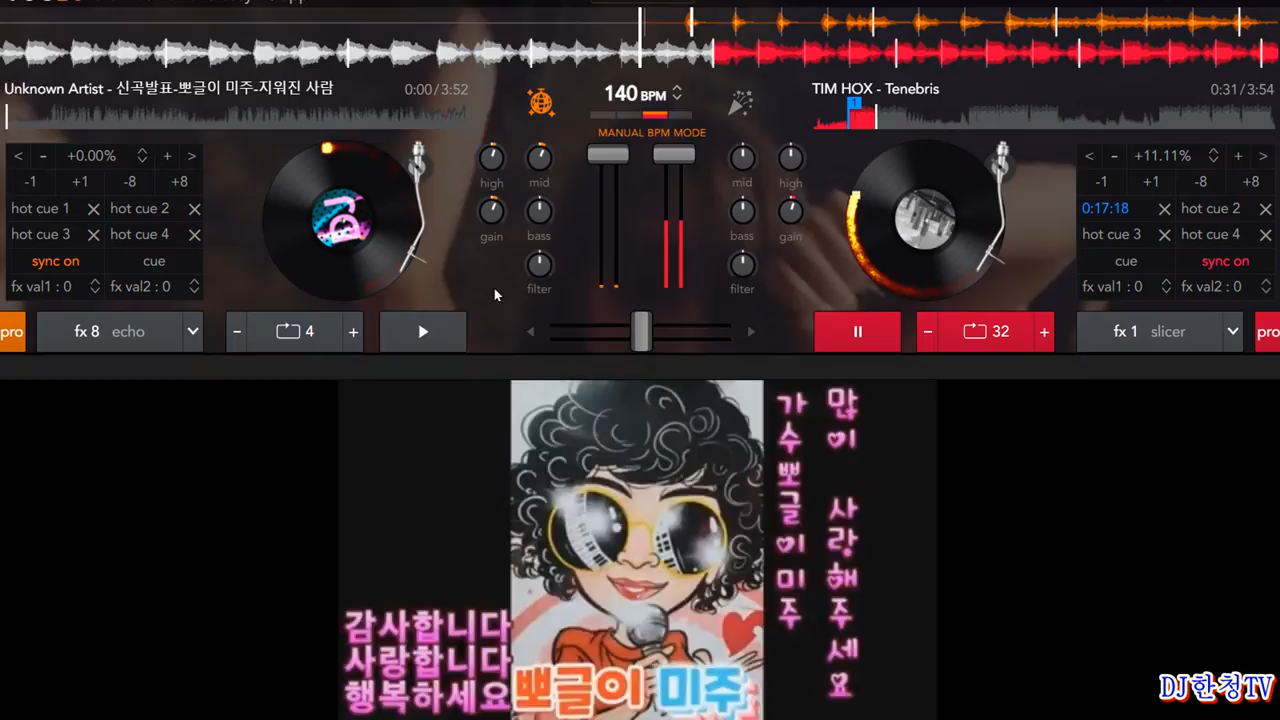 Unknown Artist - 신곡발표-뽀글이 미주-지워진 사람
0:00/3:52
140 BPM
MANUAL BPM MODE
TIM HOX - Tenebris
0:31/3:54
1
< - +0.00% + >
-1 +1 -8 +8
hot cue 1 hot cue 2
hot cue 3 hot cue 4
sync on cue
fx val1 : 0 fx val2 : 0
high mid
gain bass
filter
mid high
bass gain
filter
< - +11.11% + >
-1 +1 -8 +8
0:17:18 hot cue 2
hot cue 3 hot cue 4
cue sync on
fx val1 : 0 fx val2 : 0
pro
fx 8 echo
- 4 +
- 32 +
fx 1 slicer
pro
감사합니다
사랑합니다
행복하세요
뽀글이 미주
가수뽀글이미주
많이 사랑해주세요
DJ한청TV